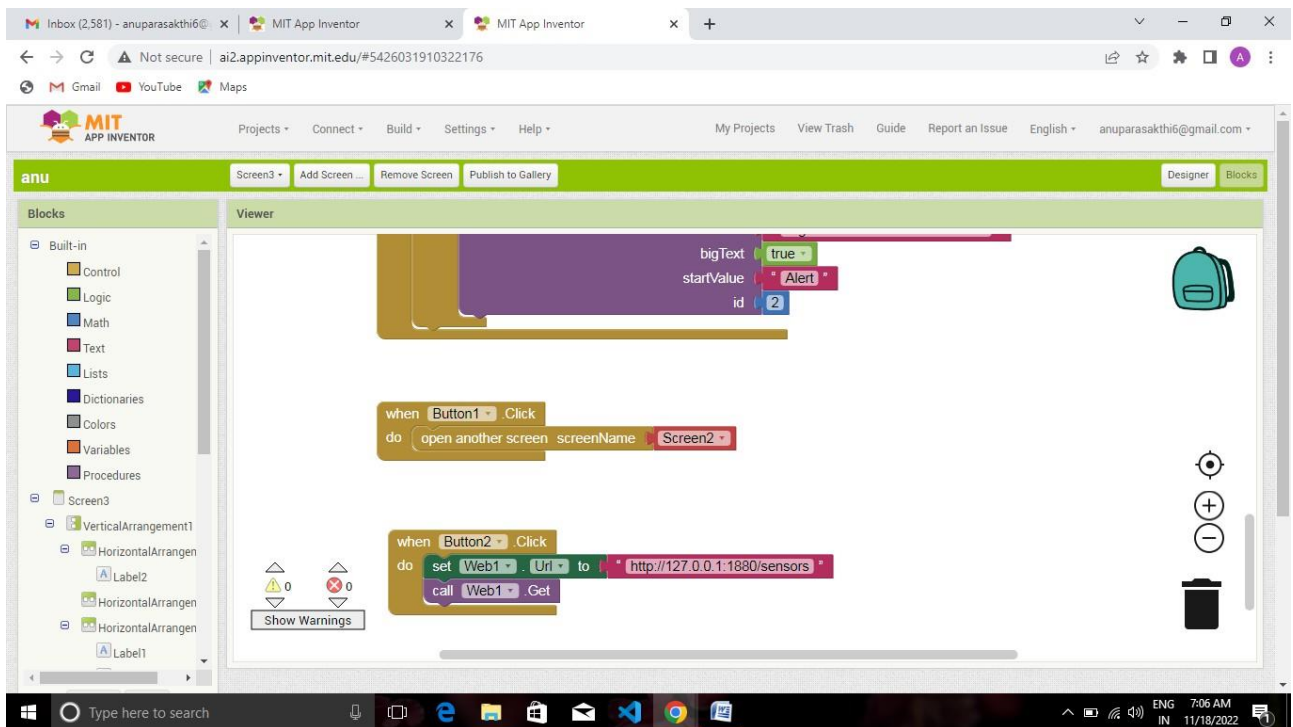 Inbox (2,581) - anuparasakthi6@
MIT App Inventor
MIT App Inventor
Not secure
ai2.appinventor.mit.edu/#5426031910322176
A
Gmail
YouTube
Maps
MIT
APP INVENTOR
Projects
Connect
Build
Settings
Help
My Projects
View Trash
Guide
Report an Issue
English
anuparasakthi6@gmail.com
anu
Screen3
Add Screen ...
Remove Screen
Publish to Gallery
Designer
Blocks
Blocks
Viewer
Built-in
Control
Logic
Math
Text
Lists
Dictionaries
Colors
Variables
Procedures
Screen3
VerticalArrangement1
HorizontalArrangen
A Label2
HorizontalArrangen
HorizontalArrangen
A Label1
bigText true
startValue " Alert "
id 2
when Button1 .Click
do open another screen screenName Screen2
when Button2 .Click
do set Web1 . Url to " http://127.0.0.1:1880/sensors "
call Web1 .Get
0 0
Show Warnings
Type here to search
ENG
IN
7:06 AM
11/18/2022
1